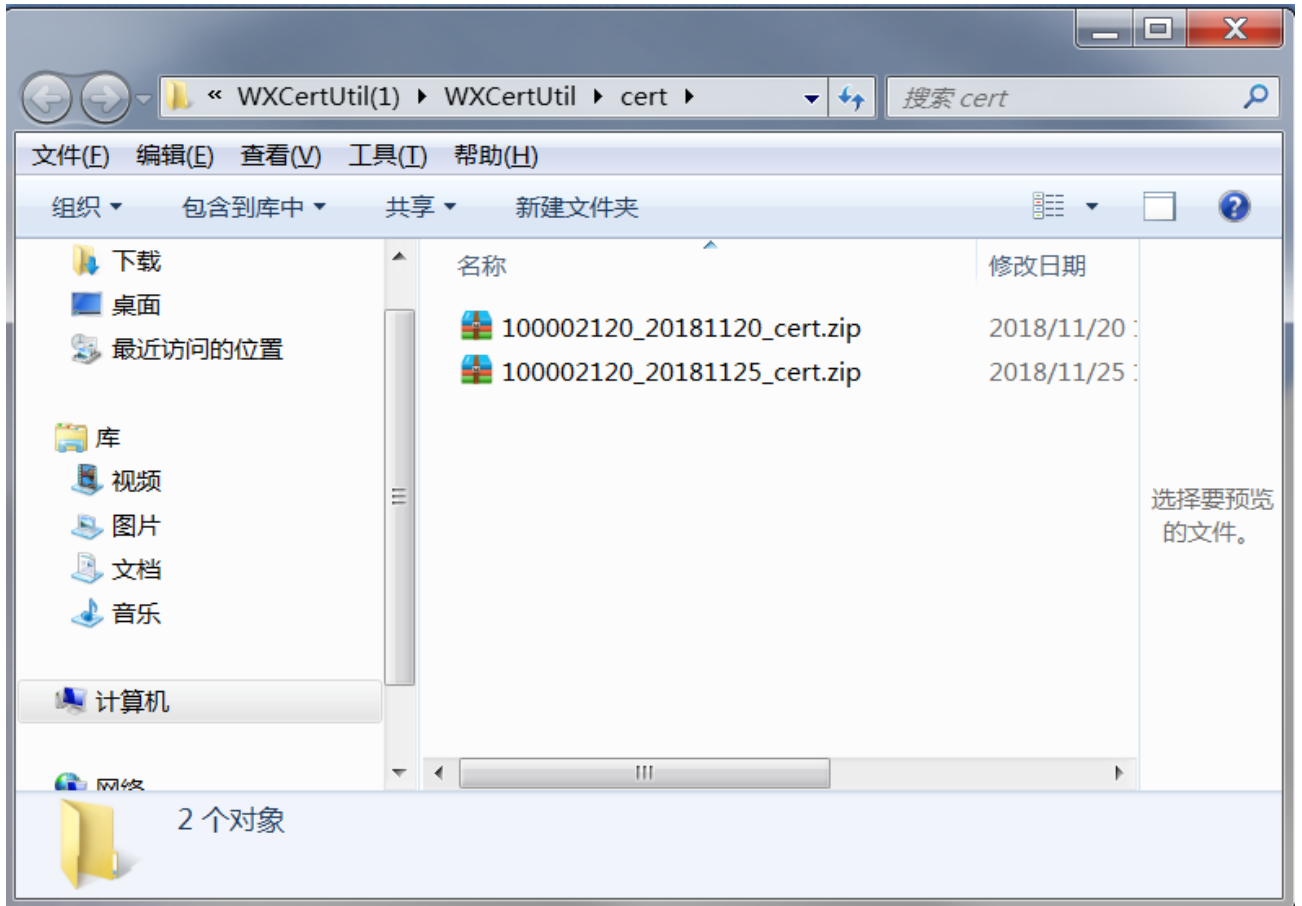 « WXCertUtil(1) ▸ WXCertUtil ▸ cert ▸ 搜索 cert
文件(F) 编辑(E) 查看(V) 工具(T) 帮助(H)
组织 包含到库中 共享 新建文件夹
下载
桌面
最近访问的位置
库
视频
图片
文档
音乐
计算机
网络
名称 修改日期
100002120_20181120_cert.zip 2018/11/20
100002120_20181125_cert.zip 2018/11/25
选择要预览
的文件。
2 个对象